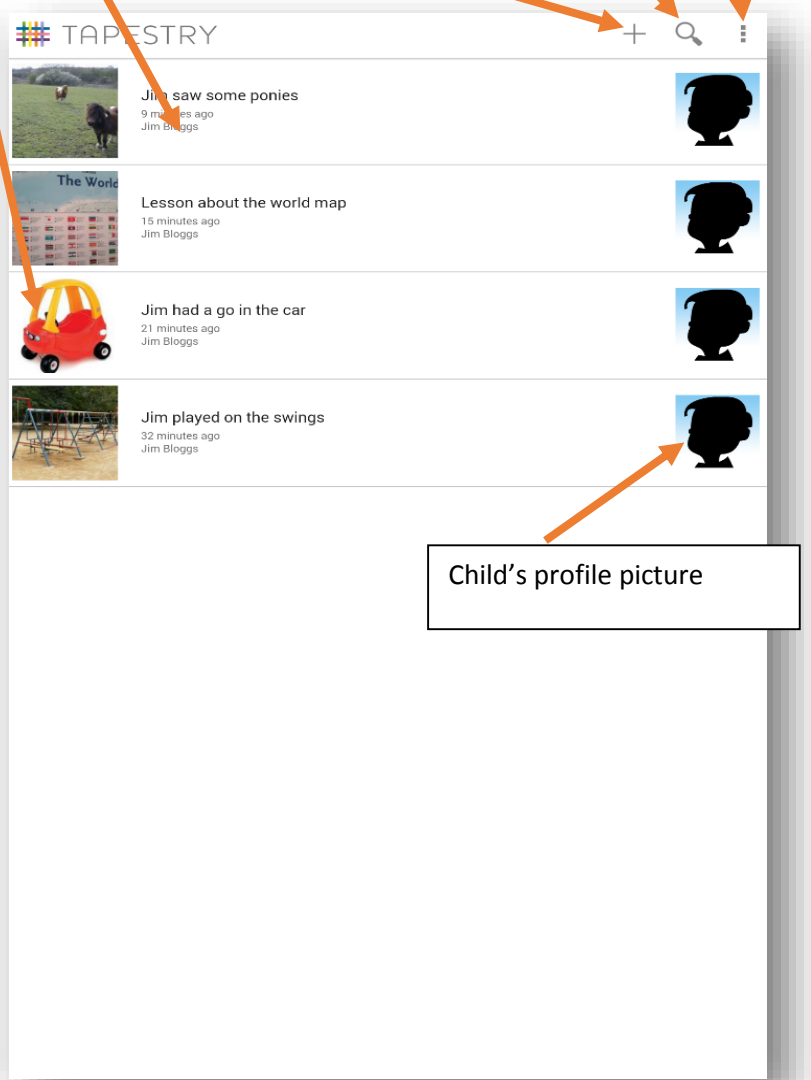 TAPESTRY
Jim saw some ponies
9 minutes ago
Jim Bloggs
The World
Lesson about the world map
15 minutes ago
Jim Bloggs
Jim had a go in the car
21 minutes ago
Jim Bloggs
Jim played on the swings
32 minutes ago
Jim Bloggs
Child’s profile picture